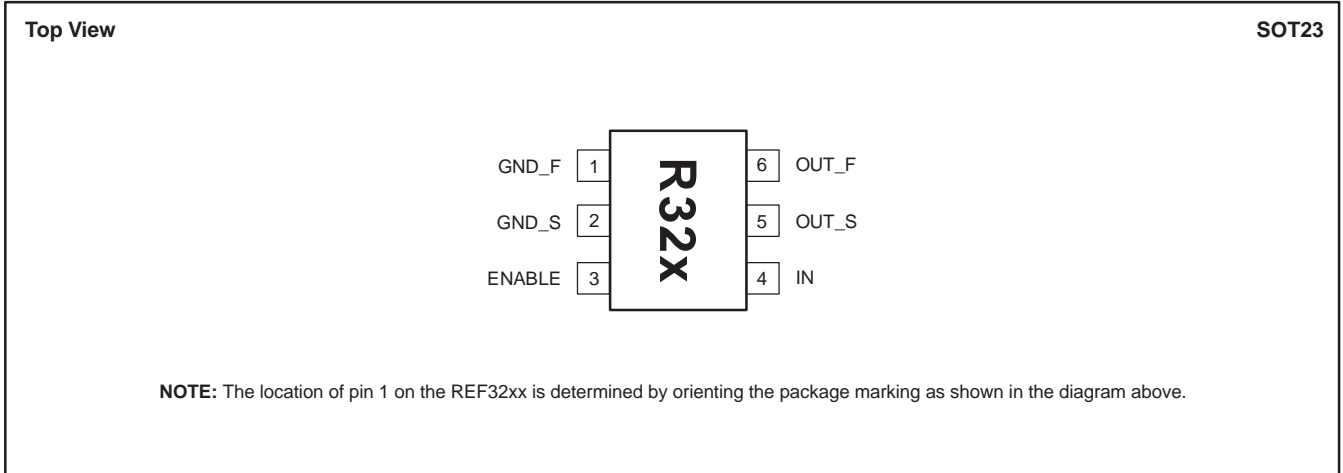 Top View SOT23
GND_F 1 6 OUT_F
GND_S 2 5 OUT_S
ENABLE 3 4 IN
R32x
NOTE: The location of pin 1 on the REF32xx is determined by orienting the package marking as shown in the diagram above.